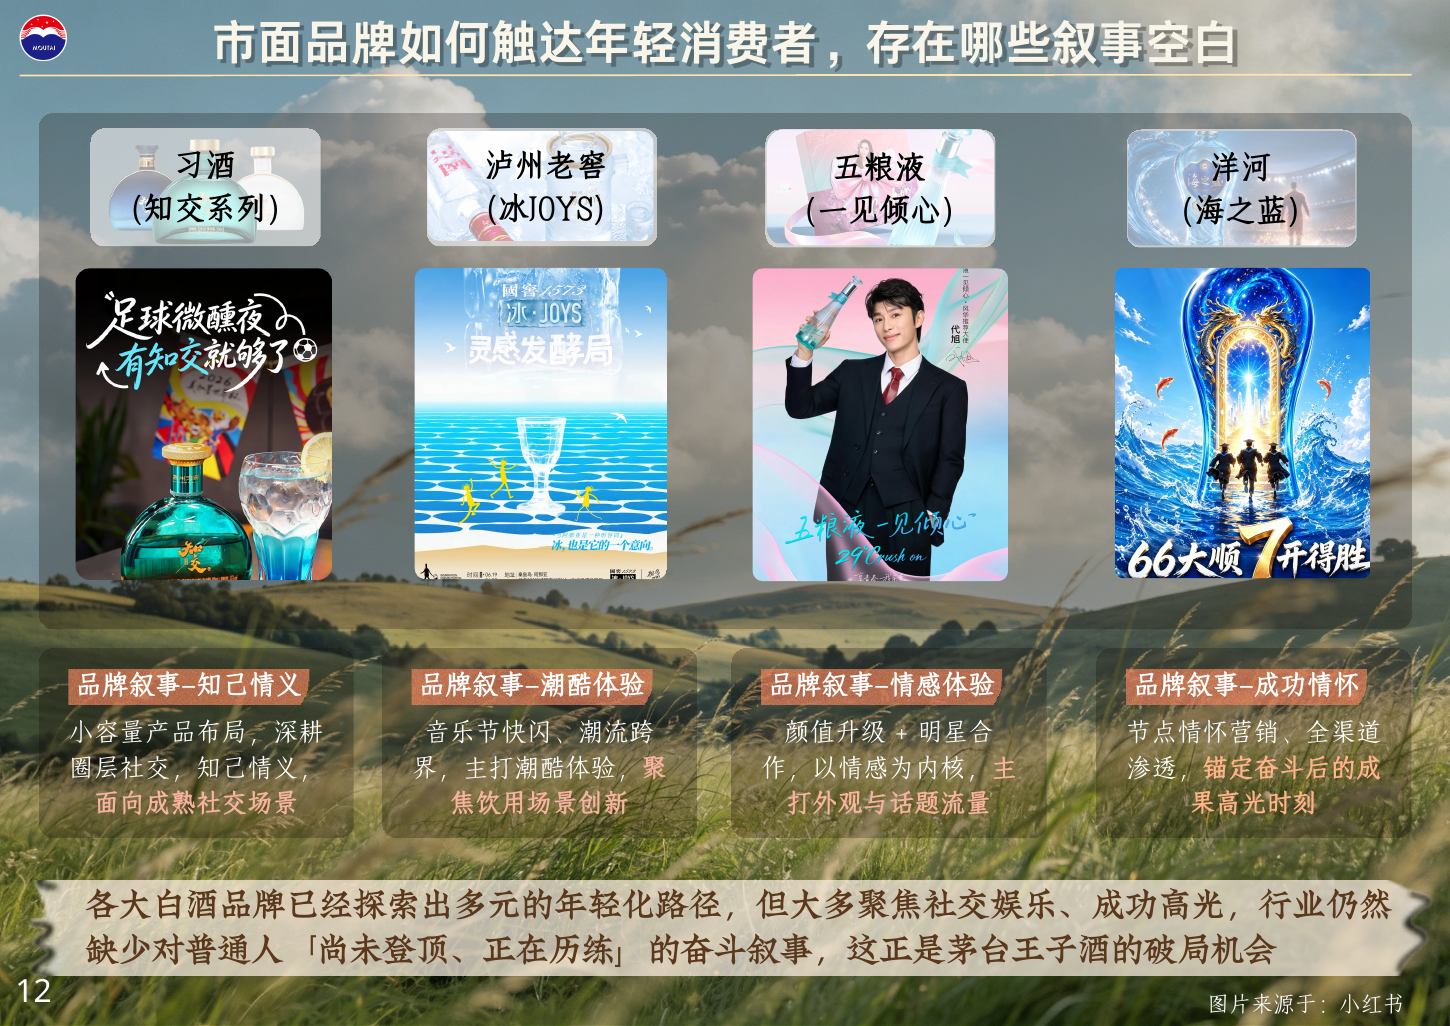 MOUTAI
市面品牌如何触达年轻消费者，存在哪些叙事空白
习酒
(知交系列)
泸州老窖
(冰JOYS)
五粮液
(一见倾心)
洋河
(海之蓝)
足球微醺夜
有知交就够了
2026
知交
國窖1573
冰·JOYS
灵感发酵局
冰,也是它的一个意向
代旭
五粮液 一见倾心
29°Crush on
66大顺 7开得胜
品牌叙事–知己情义
小容量产品布局，深耕
圈层社交，知己情义，
面向成熟社交场景
品牌叙事–潮酷体验
音乐节快闪、潮流跨
界，主打潮酷体验，聚
焦饮用场景创新
品牌叙事–情感体验
颜值升级 + 明星合
作，以情感为内核，主
打外观与话题流量
品牌叙事–成功情怀
节点情怀营销、全渠道
渗透，锚定奋斗后的成
果高光时刻
各大白酒品牌已经探索出多元的年轻化路径，但大多聚焦社交娱乐、成功高光，行业仍然
缺少对普通人「尚未登顶、正在历练」的奋斗叙事，这正是茅台王子酒的破局机会
12
图片来源于：小红书